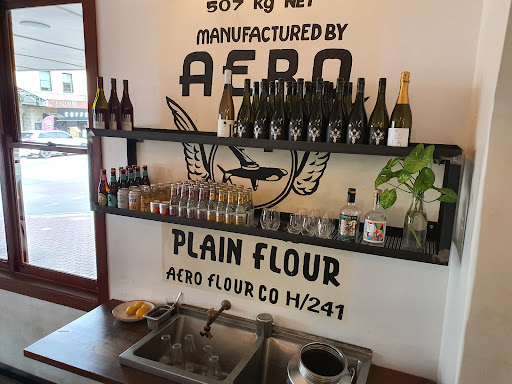 507 kg NET
MANUFACTURED BY
AERO
PLAIN FLOUR
AERO FLOUR CO H/241